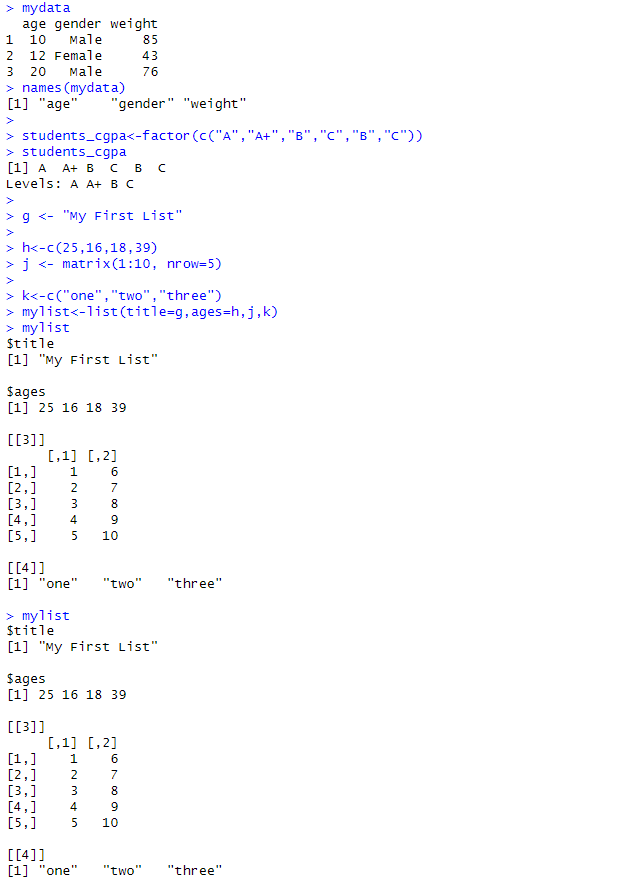 > mydata
  age gender weight
1  10   Male     85
2  12 Female     43
3  20   Male     76
> names(mydata)
[1] "age"    "gender" "weight"
>
> students_cgpa<-factor(c("A","A+","B","C","B","C"))
> students_cgpa
[1] A  A+ B  C  B  C
Levels: A A+ B C
>
> g <- "My First List"
>
> h<-c(25,16,18,39)
> j <- matrix(1:10, nrow=5)
>
> k<-c("one","two","three")
> mylist<-list(title=g,ages=h,j,k)
> mylist
$title
[1] "My First List"

$ages
[1] 25 16 18 39

[[3]]
     [,1] [,2]
[1,]    1    6
[2,]    2    7
[3,]    3    8
[4,]    4    9
[5,]    5   10

[[4]]
[1] "one"   "two"   "three"

> mylist
$title
[1] "My First List"

$ages
[1] 25 16 18 39

[[3]]
     [,1] [,2]
[1,]    1    6
[2,]    2    7
[3,]    3    8
[4,]    4    9
[5,]    5   10

[[4]]
[1] "one"   "two"   "three"